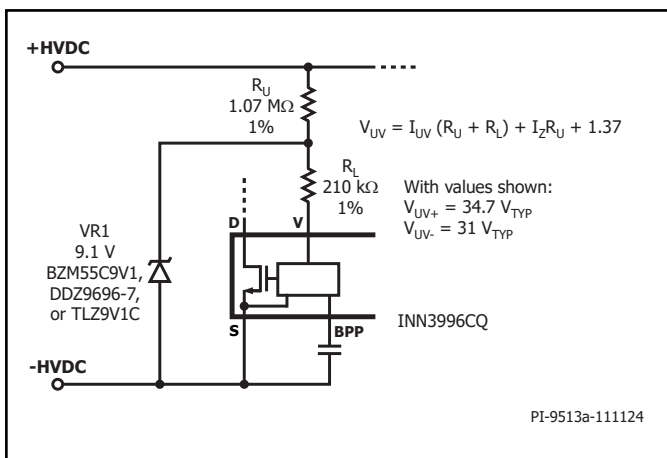 +HVDC
R_U
1.07 MΩ
1%
V_UV = I_UV (R_U + R_L) + I_ZR_U + 1.37
R_L
210 kΩ
1%
With values shown:
V_UV+ = 34.7 V_TYP
V_UV- = 31 V_TYP
D
V
VR1
9.1 V
BZM55C9V1,
DDZ9696-7,
or TLZ9V1C
S
BPP
INN3996CQ
-HVDC
PI-9513a-111124